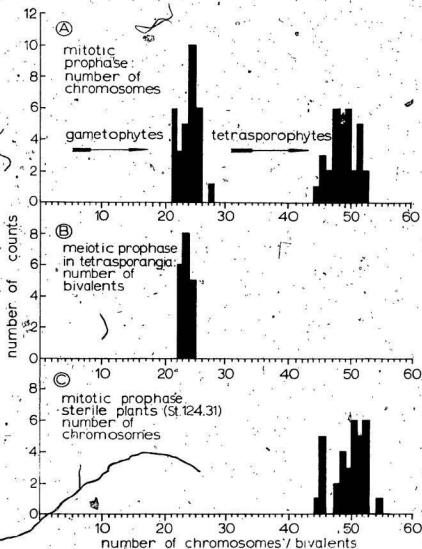 12
10
8
6
4
2
0
A
mitotic
prophase:
number of
chromosomes
gametophytes
tetrasporophytes
10 20 30 40 50 60
8
6
4
2
0
B
meiotic prophase
in tetrasporangia:
number of
bivalents
number of counts
10 20 30 40 50 60
8
6
4
2
0
C
mitotic prophase
sterile plants (St.124.31)
number of
chromosomes
10 20 30 40 50 60
number of chromosomes / bivalents